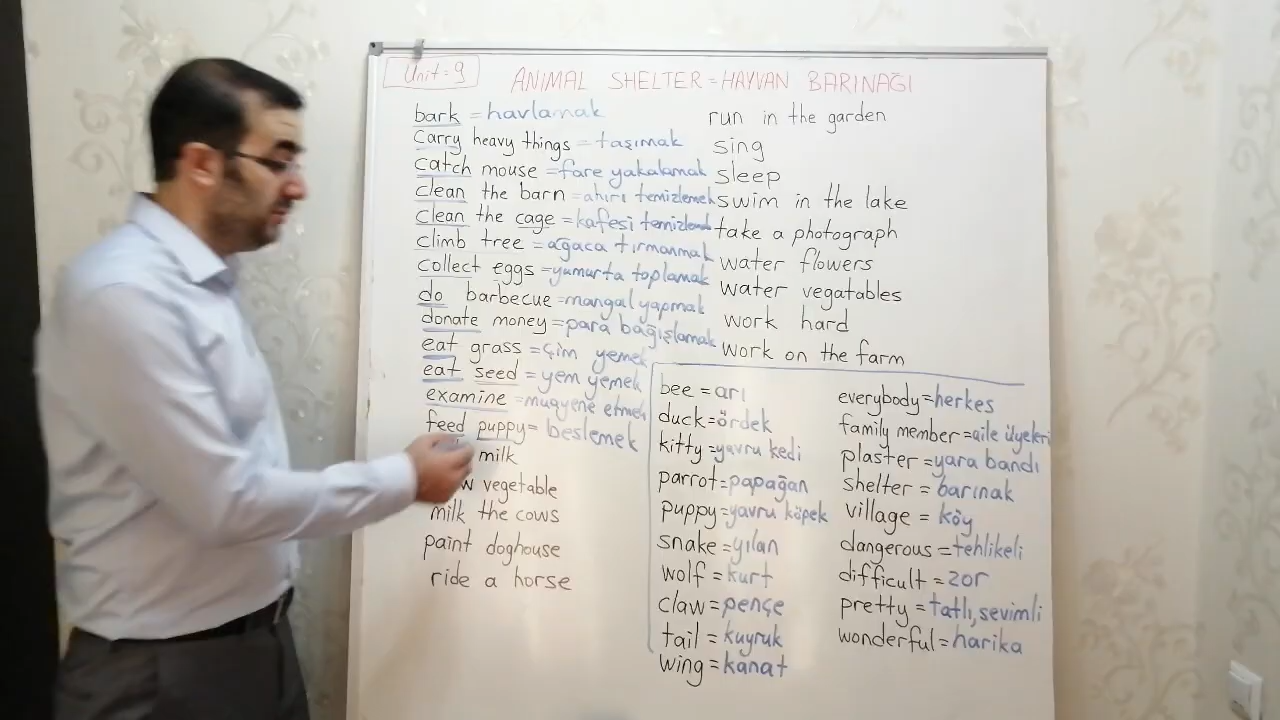 Unit=9
ANIMAL SHELTER=HAYVAN BARINAĞI
bark = havlamak
carry heavy things = taşımak
catch mouse = fare yakalamak
clean the barn = ahırı temizlemek
clean the cage = kafesi temizlemek
climb tree = ağaca tırmanmak
collect eggs = yumurta toplamak
do barbecue = mangal yapmak
donate money = para bağışlamak
eat grass = çim yemek
eat seed = yem yemek
examine = muayene etmek
feed puppy = beslemek
milk
vegetable
milk the cows
paint doghouse
ride a horse
run in the garden
sing
sleep
swim in the lake
take a photograph
water flowers
water vegatables
work hard
work on the farm
bee = arı
duck = ördek
kitty = yavru kedi
parrot = papağan
puppy = yavru köpek
snake = yılan
wolf = kurt
claw = pençe
tail = kuyruk
wing = kanat
everybody = herkes
family member = aile üyeleri
plaster = yara bandı
shelter = barınak
village = köy
dangerous = tehlikeli
difficult = zor
pretty = tatlı, sevimli
wonderful = harika